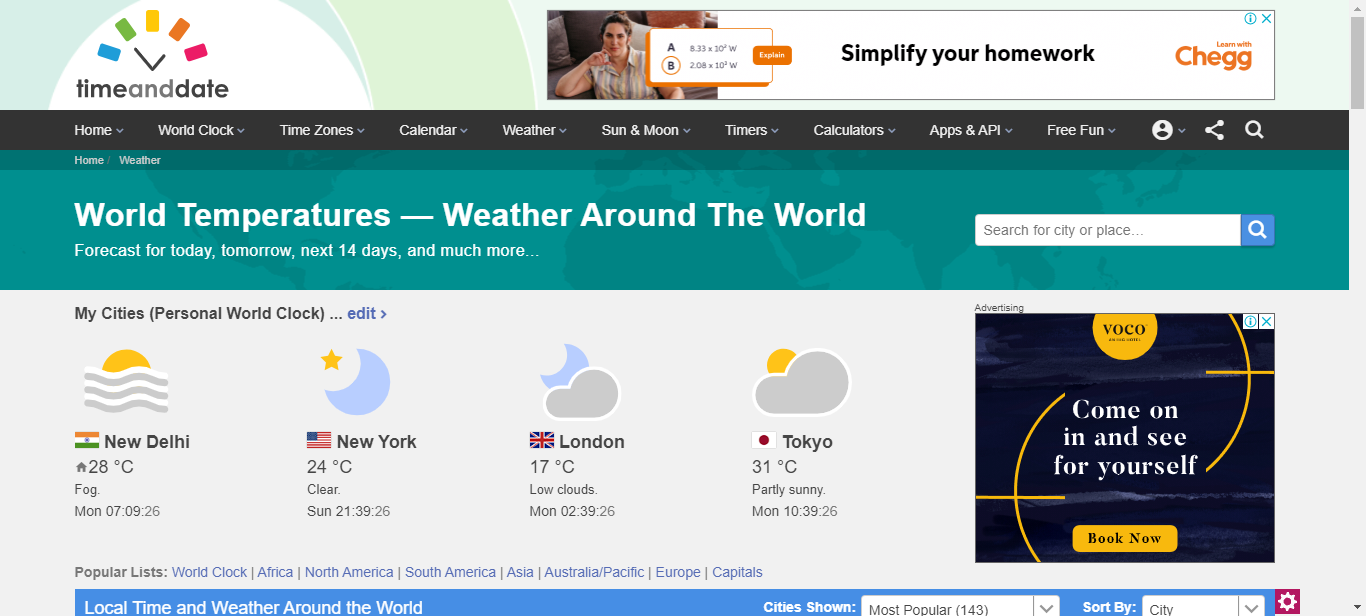 timeanddate
A 8.33 x 10² W
B 2.08 x 10³ W
Explain
Simplify your homework
Learn with
Chegg
Home World Clock Time Zones Calendar Weather Sun & Moon Timers Calculators Apps & API Free Fun
Home / Weather
World Temperatures — Weather Around The World
Forecast for today, tomorrow, next 14 days, and much more...
Search for city or place...
My Cities (Personal World Clock) ... edit ›
New Delhi
28 °C
Fog.
Mon 07:09:26
New York
24 °C
Clear.
Sun 21:39:26
London
17 °C
Low clouds.
Mon 02:39:26
Tokyo
31 °C
Partly sunny.
Mon 10:39:26
Advertising
VOCO
Come on
in and see
for yourself
Book Now
Popular Lists: World Clock | Africa | North America | South America | Asia | Australia/Pacific | Europe | Capitals
Local Time and Weather Around the World
Cities Shown: Most Popular (143) Sort By: City